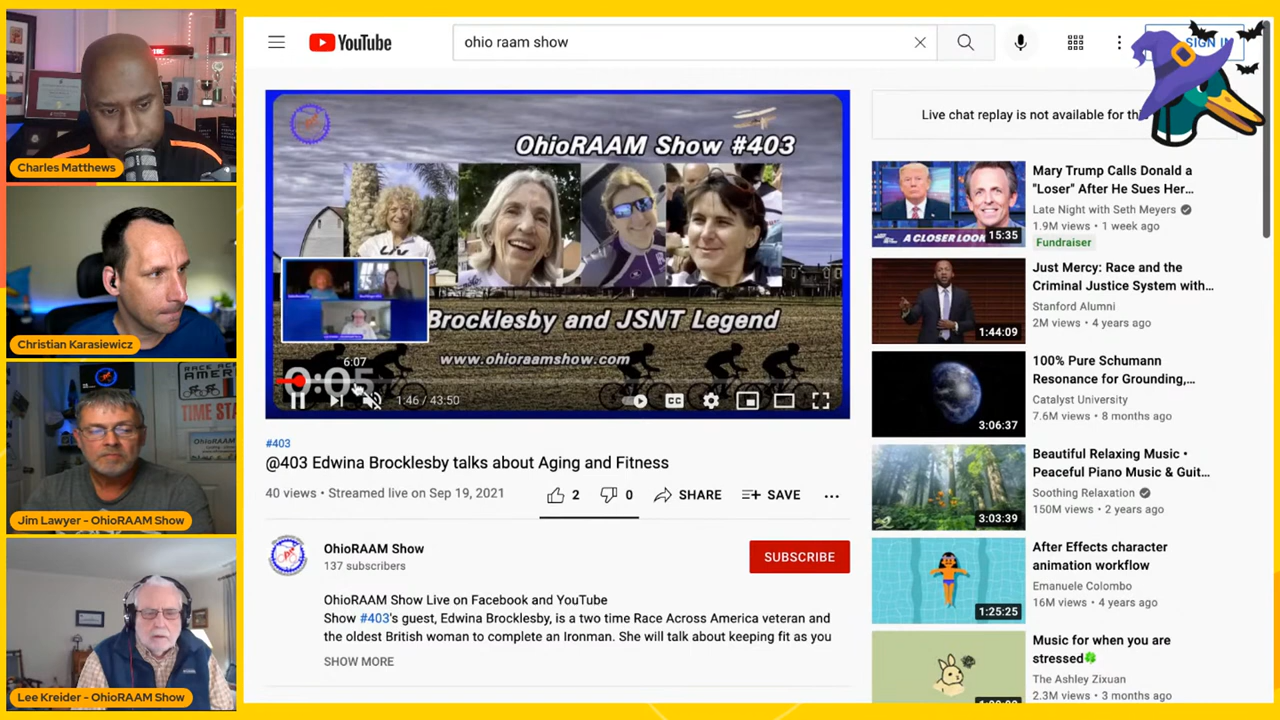 Charles Matthews
Christian Karasiewicz
RACE ACROSS
AMERICA
TIME STA
OhioRAAM
Jim Lawyer - OhioRAAM Show
Lee Kreider - OhioRAAM Show
YouTube
ohio raam show
SIGN IN
OhioRAAM Show #403
Brocklesby and JSNT Legend
www.ohioraamshow.com
6:07
0:05
1:46 / 43:50
CC
#403
@403 Edwina Brocklesby talks about Aging and Fitness
40 views • Streamed live on Sep 19, 2021
2
0
SHARE
SAVE
OhioRAAM Show
137 subscribers
SUBSCRIBE
OhioRAAM Show Live on Facebook and YouTube
Show #403's guest, Edwina Brocklesby, is a two time Race Across America veteran and
the oldest British woman to complete an Ironman. She will talk about keeping fit as you
SHOW MORE
Live chat replay is not available for thi
A CLOSER LOOK
15:35
Mary Trump Calls Donald a
"Loser" After He Sues Her...
Late Night with Seth Meyers
1.9M views • 1 week ago
Fundraiser
1:44:09
Just Mercy: Race and the
Criminal Justice System with...
Stanford Alumni
2M views • 4 years ago
3:06:37
100% Pure Schumann
Resonance for Grounding,...
Catalyst University
7.6M views • 8 months ago
3:03:39
Beautiful Relaxing Music •
Peaceful Piano Music & Guit...
Soothing Relaxation
150M views • 2 years ago
1:25:25
After Effects character
animation workflow
Emanuele Colombo
16M views • 4 years ago
Music for when you are
stressed🍀
The Ashley Zixuan
2.3M views • 3 months ago